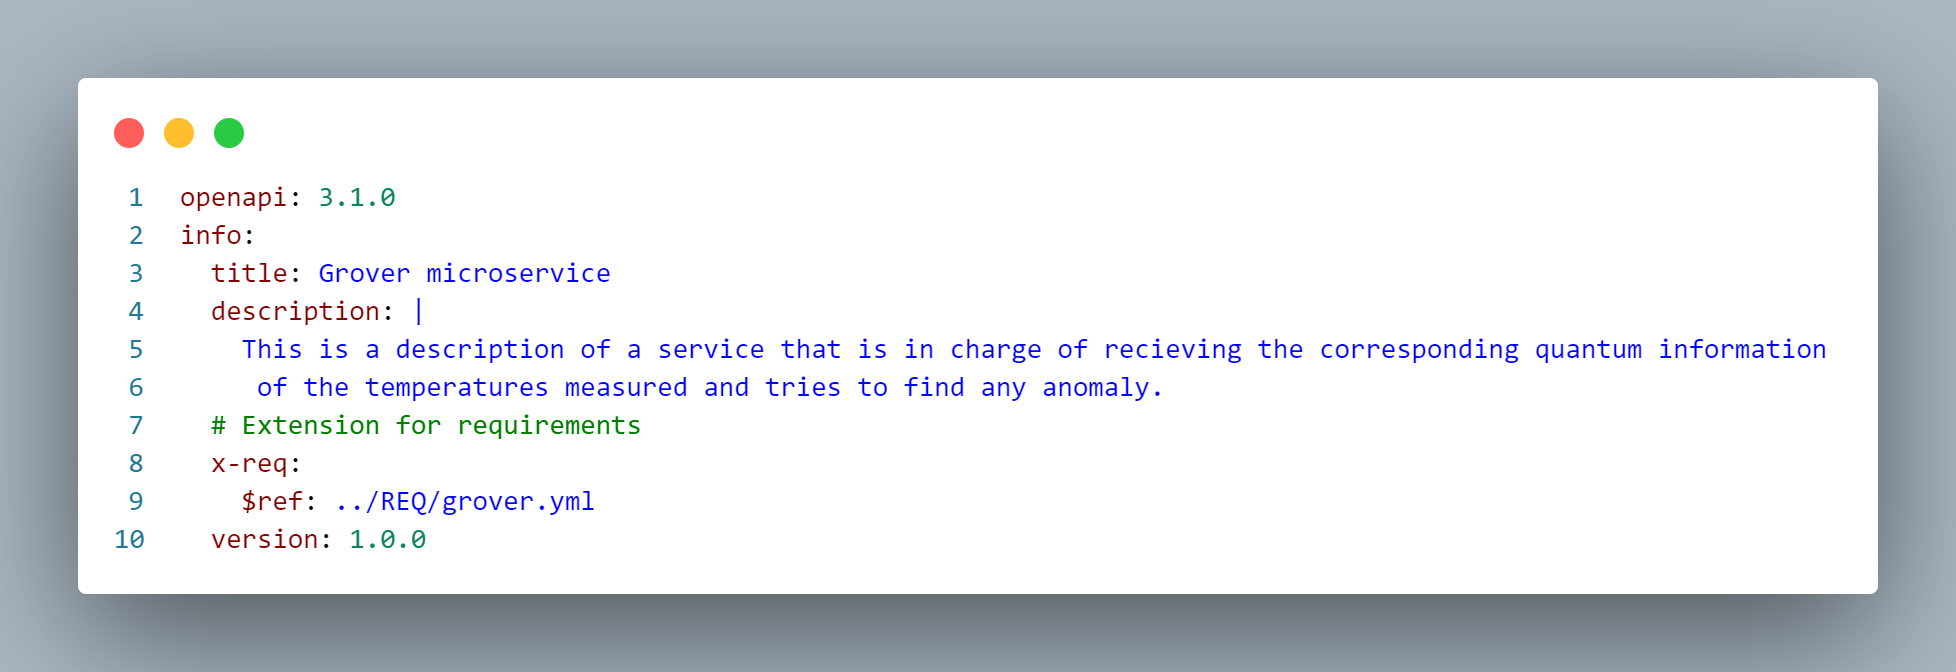 1 openapi: 3.1.0
2 info:
3   title: Grover microservice
4   description: |
5     This is a description of a service that is in charge of recieving the corresponding quantum information
6      of the temperatures measured and tries to find any anomaly.
7   # Extension for requirements
8   x-req:
9     $ref: ../REQ/grover.yml
10   version: 1.0.0